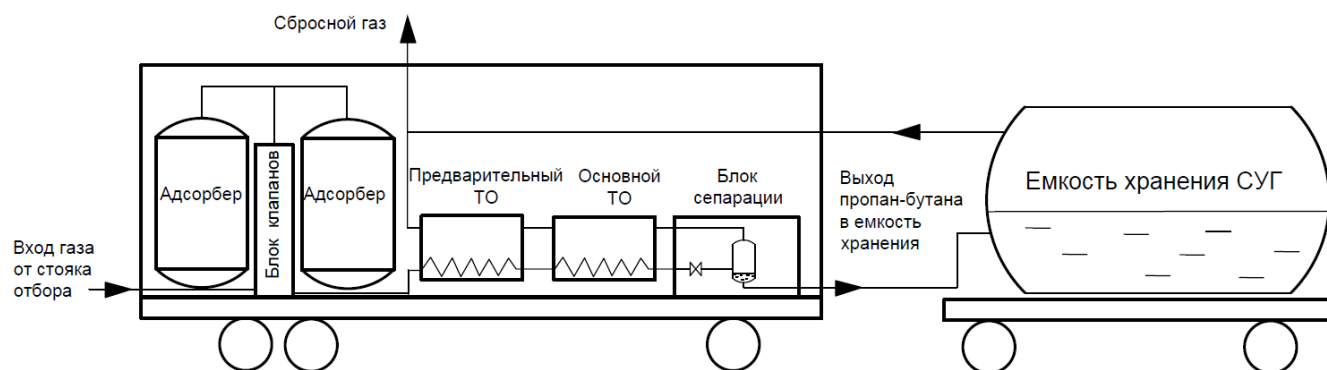 Сбросной газ
Адсорбер
Блок клапанов
Адсорбер
Предварительный
ТО
Основной
ТО
Блок
сепарации
Выход
пропан-бутана
в емкость
хранения
Емкость хранения СУГ
Вход газа
от стояка
отбора